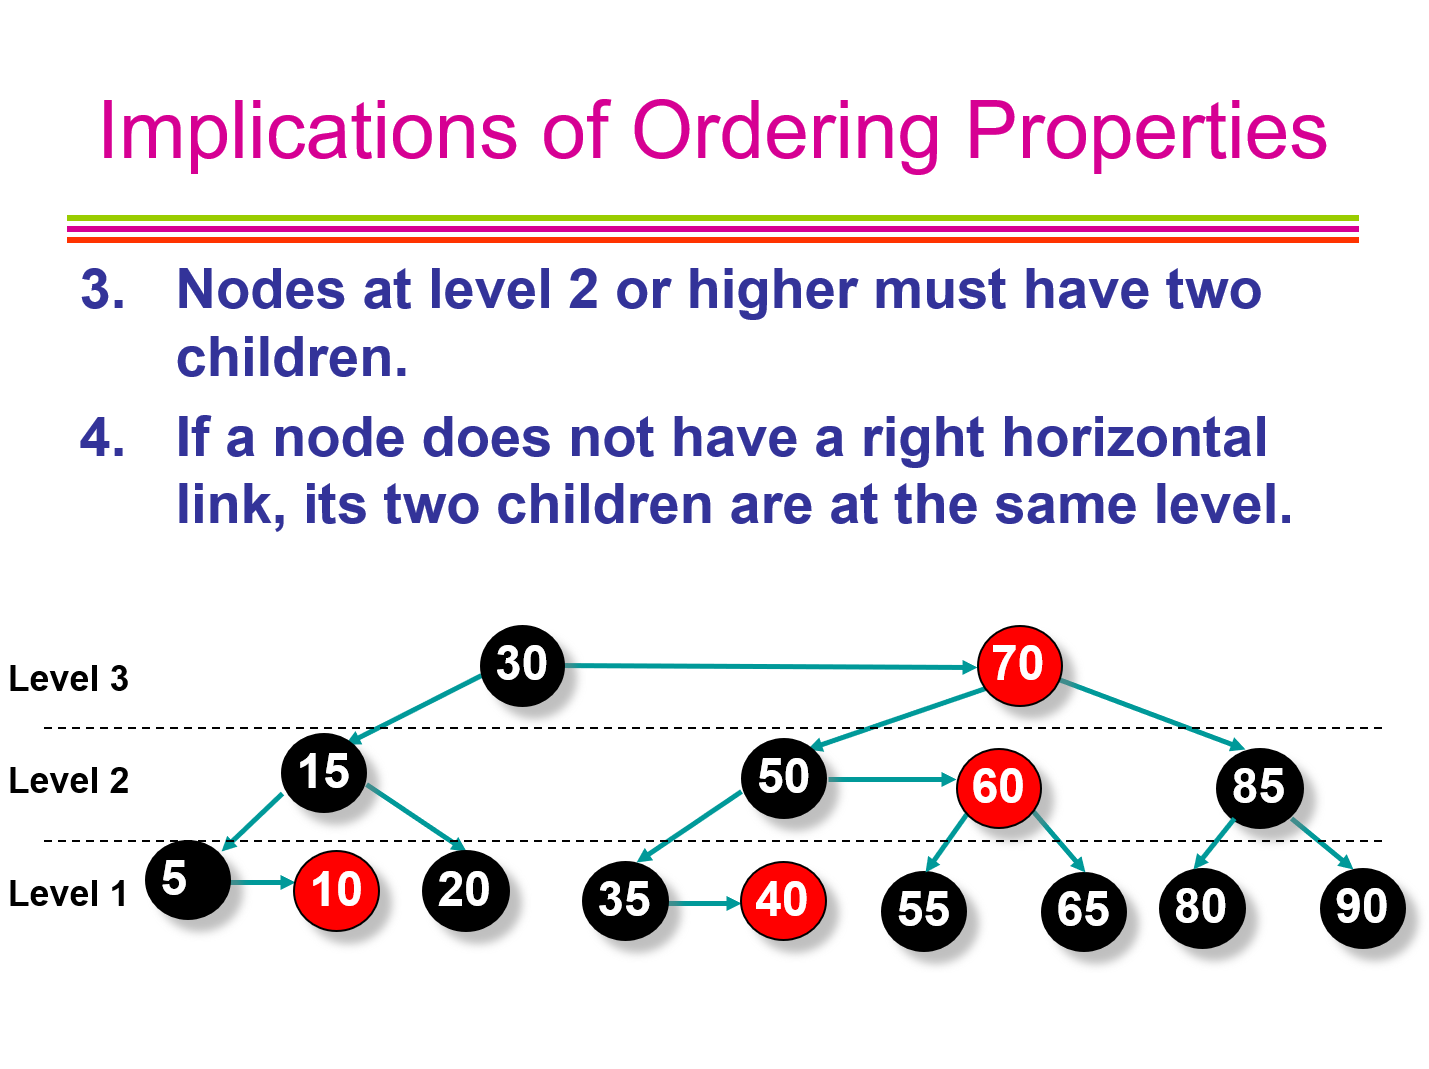 Implications of Ordering Properties
3. Nodes at level 2 or higher must have two
children.
4. If a node does not have a right horizontal
link, its two children are at the same level.
Level 3 30 70
Level 2 15 50 60 85
Level 1 5 10 20 35 40 55 65 80 90